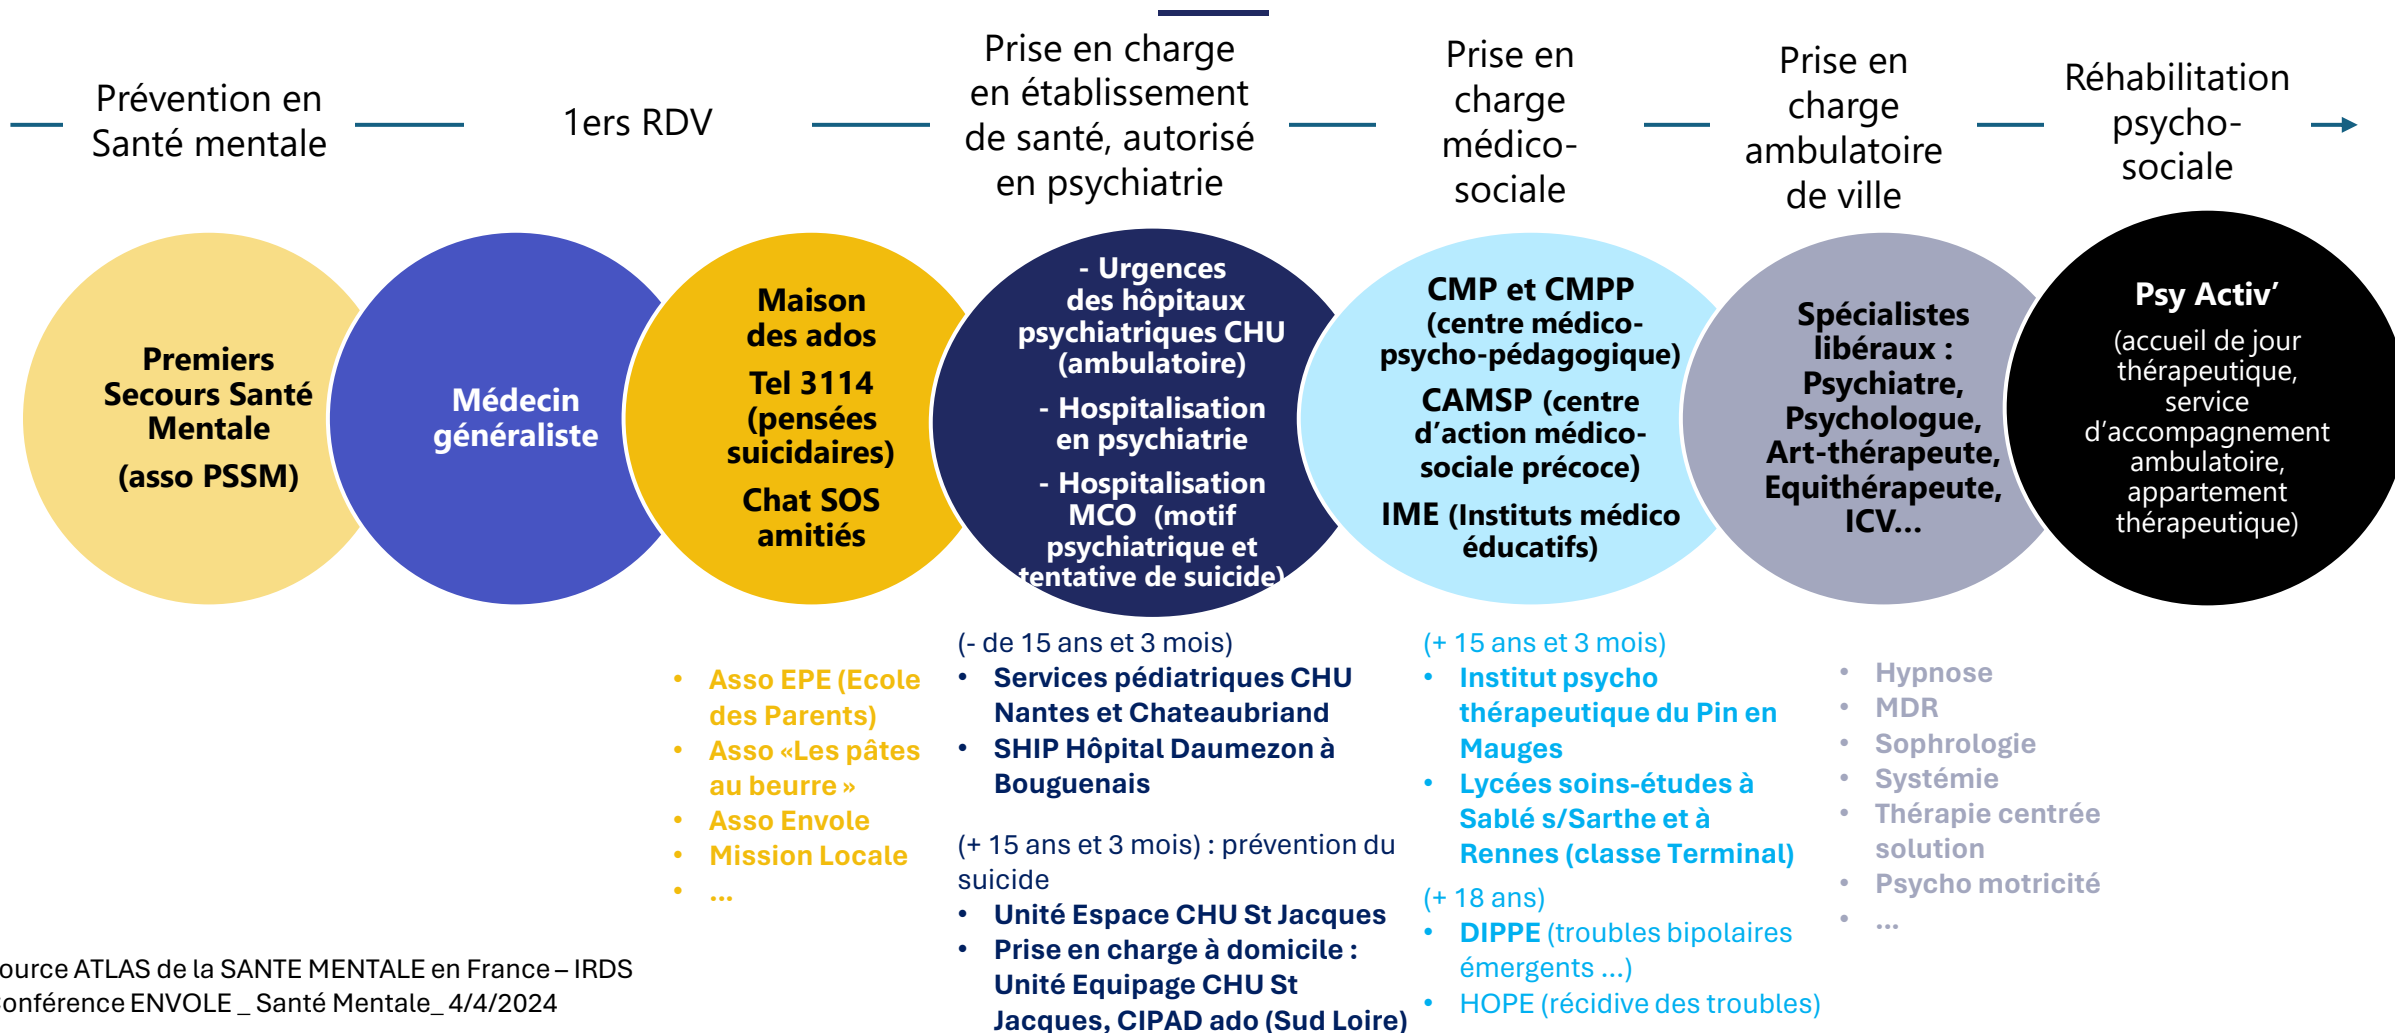 Prévention en
Santé mentale
1ers RDV
Prise en charge
en établissement
de santé, autorisé
en psychiatrie
Prise en
charge
médico-
sociale
Prise en
charge
ambulatoire
de ville
Réhabilitation
psycho-
sociale
Premiers
Secours Santé
Mentale
(asso PSSM)
Médecin
généraliste
Maison
des ados
Tel 3114
(pensées
suicidaires)
Chat SOS
amitiés
- Urgences
des hôpitaux
psychiatriques CHU
(ambulatoire)
- Hospitalisation
en psychiatrie
- Hospitalisation
MCO (motif
psychiatrique et
tentative de suicide)
CMP et CMPP
(centre médico-
psycho-pédagogique)
CAMSP (centre
d'action médico-
sociale précoce)
IME (Instituts médico
éducatifs)
Spécialistes
libéraux :
Psychiatre,
Psychologue,
Art-thérapeute,
Equithérapeute,
ICV...
Psy Activ’
(accueil de jour
thérapeutique,
service
d'accompagnement
ambulatoire,
appartement
thérapeutique)
• Asso EPE (Ecole
des Parents)
• Asso «Les pâtes
au beurre »
• Asso Envole
• Mission Locale
• ...
(- de 15 ans et 3 mois)
• Services pédiatriques CHU
Nantes et Chateaubriand
• SHIP Hôpital Daumezon à
Bouguenais
(+ 15 ans et 3 mois) : prévention du
suicide
• Unité Espace CHU St Jacques
• Prise en charge à domicile :
Unité Equipage CHU St
Jacques, CIPAD ado (Sud Loire)
(+ 15 ans et 3 mois)
• Institut psycho
thérapeutique du Pin en
Mauges
• Lycées soins-études à
Sablé s/Sarthe et à
Rennes (classe Terminal)
(+ 18 ans)
• DIPPE (troubles bipolaires
émergents ...)
• HOPE (récidive des troubles)
• Hypnose
• MDR
• Sophrologie
• Systémie
• Thérapie centrée
solution
• Psycho motricité
• ...
ource ATLAS de la SANTE MENTALE en France – IRDS
onférence ENVOLE _ Santé Mentale_ 4/4/2024